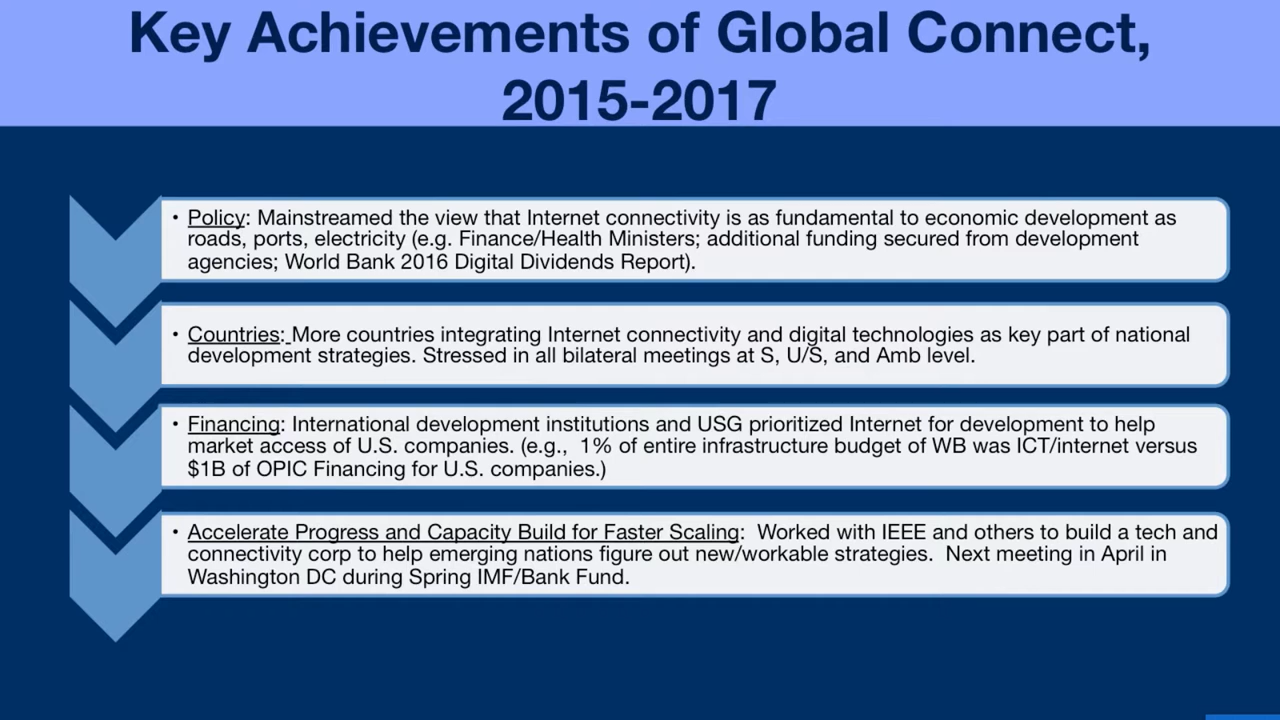 Key Achievements of Global Connect,
2015-2017
• Policy: Mainstreamed the view that Internet connectivity is as fundamental to economic development as
roads, ports, electricity (e.g. Finance/Health Ministers; additional funding secured from development
agencies; World Bank 2016 Digital Dividends Report).
• Countries: More countries integrating Internet connectivity and digital technologies as key part of national
development strategies. Stressed in all bilateral meetings at S, U/S, and Amb level.
• Financing: International development institutions and USG prioritized Internet for development to help
market access of U.S. companies. (e.g.,  1% of entire infrastructure budget of WB was ICT/internet versus
$1B of OPIC Financing for U.S. companies.)
• Accelerate Progress and Capacity Build for Faster Scaling:  Worked with IEEE and others to build a tech and
connectivity corp to help emerging nations figure out new/workable strategies.  Next meeting in April in
Washington DC during Spring IMF/Bank Fund.